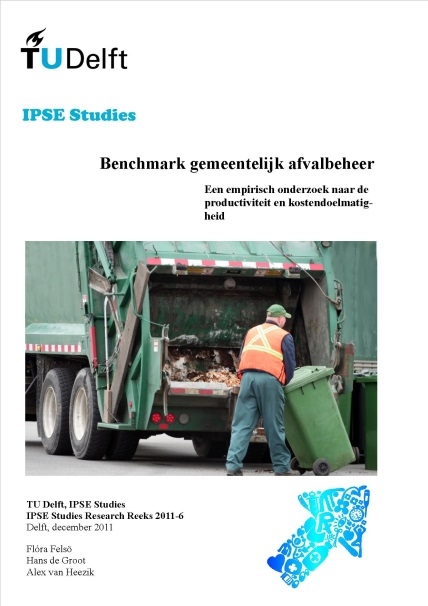 TU Delft
IPSE Studies
Benchmark gemeentelijk afvalbeheer
Een empirisch onderzoek naar de
productiviteit en kostendoelmatig-
heid
TU Delft, IPSE Studies
IPSE Studies Research Reeks 2011-6
Delft, december 2011
Flóra Felsö
Hans de Groot
Alex van Heezik